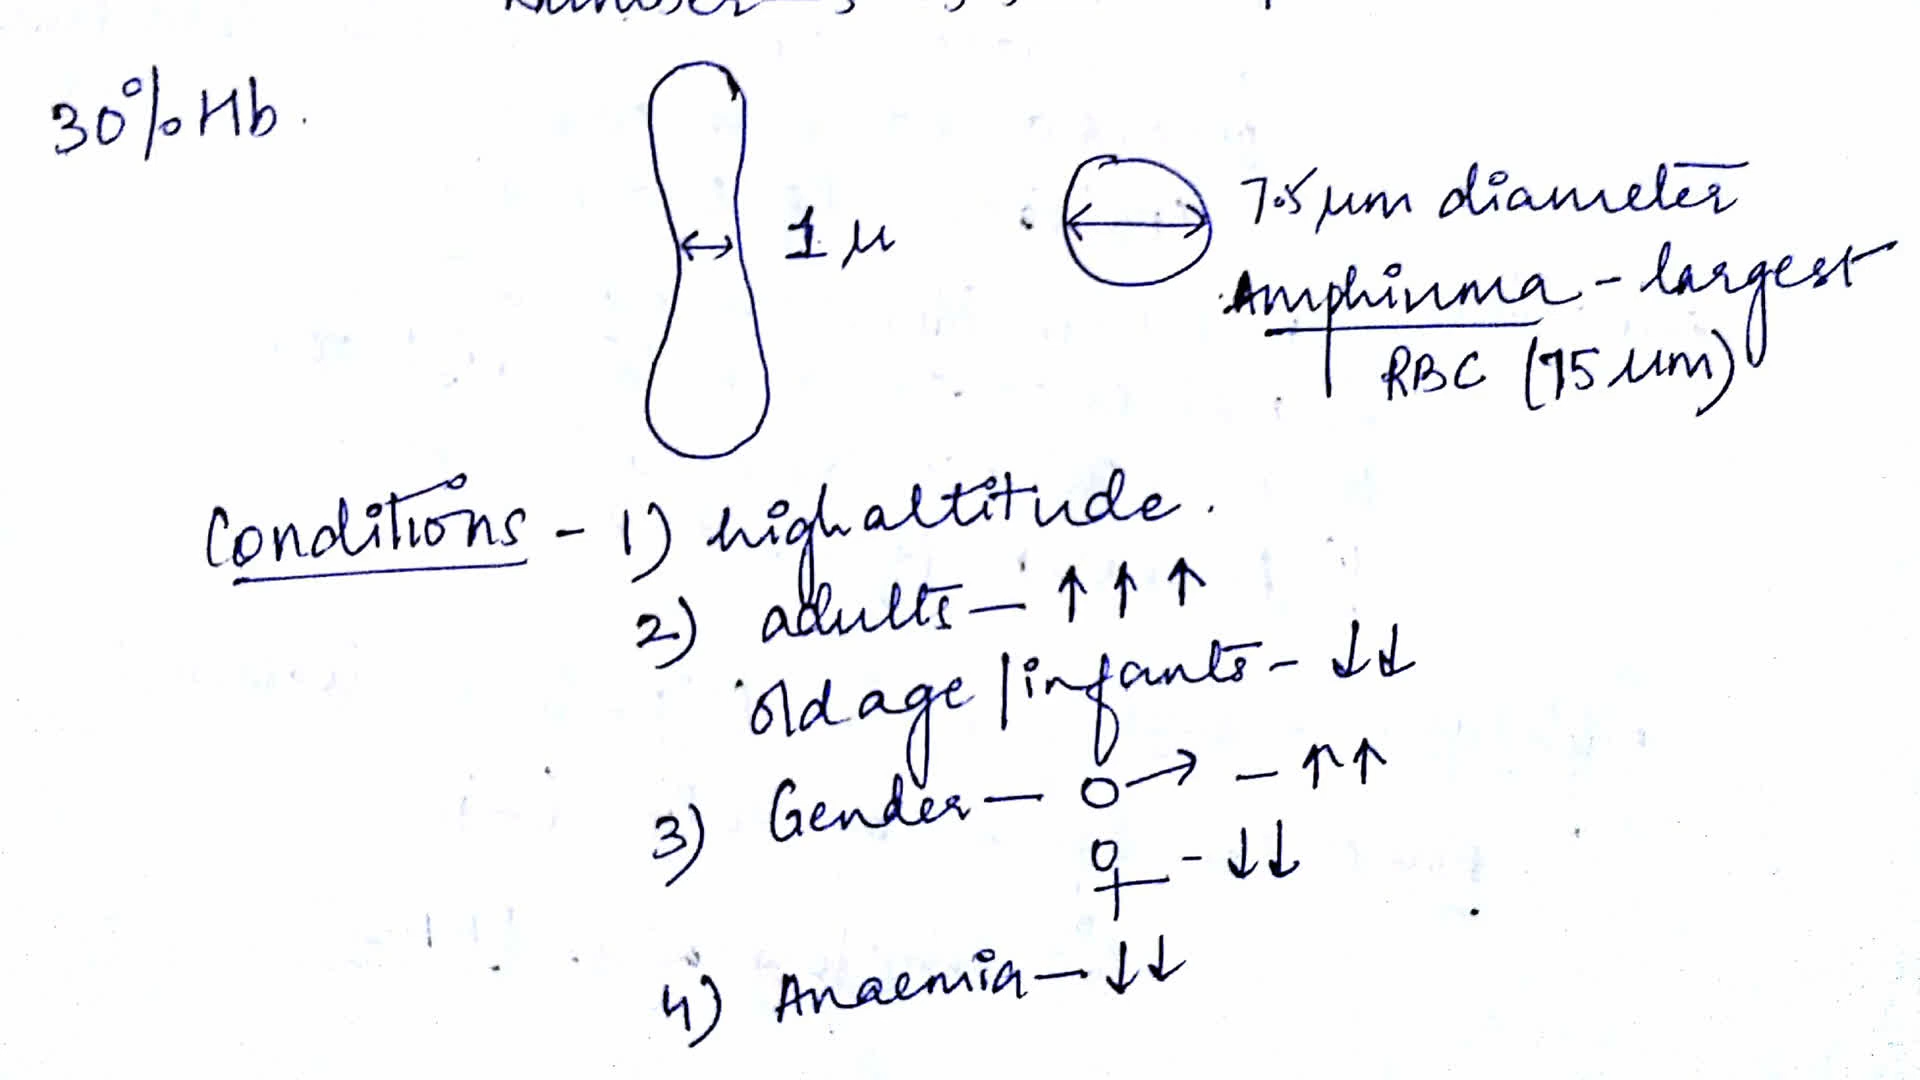 30% Hb.
1 μ
7.5 μm diameter
Amphiuma - largest
RBC (75 μm)
Conditions - 1) high altitude.
2) adults — ↑ ↑ ↑
old age / infants - ↓↓
3) Gender — ♂ - ↑↑
♀ - ↓↓
4) Anaemia — ↓↓